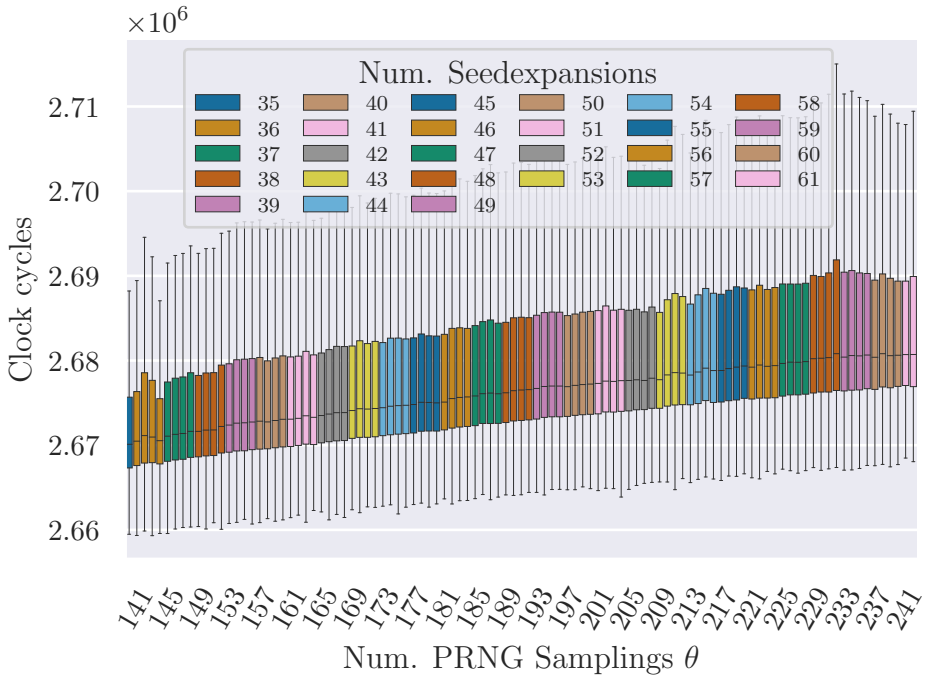 ×10⁶
Num. Seedexpansions
35 40 45 50 54 58
36 41 46 51 55 59
37 42 47 52 56 60
38 43 48 53 57 61
39 44 49
2.71
2.70
2.69
2.68
2.67
2.66
Clock cycles
141 145 149 153 157 161 165 169 173 177 181 185 189 193 197 201 205 209 213 217 221 225 229 233 237 241
Num. PRNG Samplings θ